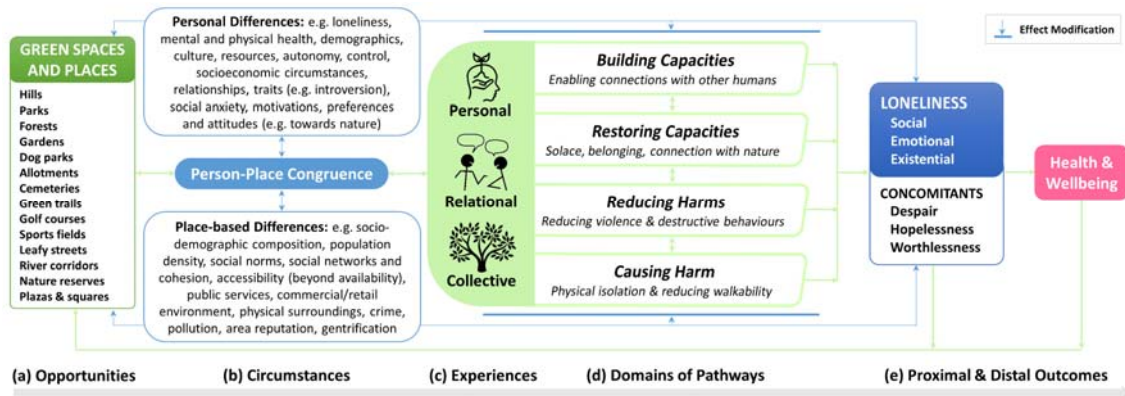 GREEN SPACES
AND PLACES
Hills
Parks
Forests
Gardens
Dog parks
Allotments
Cemeteries
Green trails
Golf courses
Sports fields
Leafy streets
River corridors
Nature reserves
Plazas & squares
Personal Differences: e.g. loneliness,
mental and physical health, demographics,
culture, resources, autonomy, control,
socioeconomic circumstances,
relationships, traits (e.g. introversion),
social anxiety, motivations, preferences
and attitudes (e.g. towards nature)
Person-Place Congruence
Place-based Differences: e.g. socio-
demographic composition, population
density, social norms, social networks and
cohesion, accessibility (beyond availability),
public services, commercial/retail
environment, physical surroundings, crime,
pollution, area reputation, gentrification
Personal
Relational
Collective
Building Capacities
Enabling connections with other humans
Restoring Capacities
Solace, belonging, connection with nature
Reducing Harms
Reducing violence & destructive behaviours
Causing Harm
Physical isolation & reducing walkability
Effect Modification
LONELINESS
Social
Emotional
Existential
CONCOMITANTS
Despair
Hopelessness
Worthlessness
Health &
Wellbeing
(a) Opportunities
(b) Circumstances
(c) Experiences
(d) Domains of Pathways
(e) Proximal & Distal Outcomes